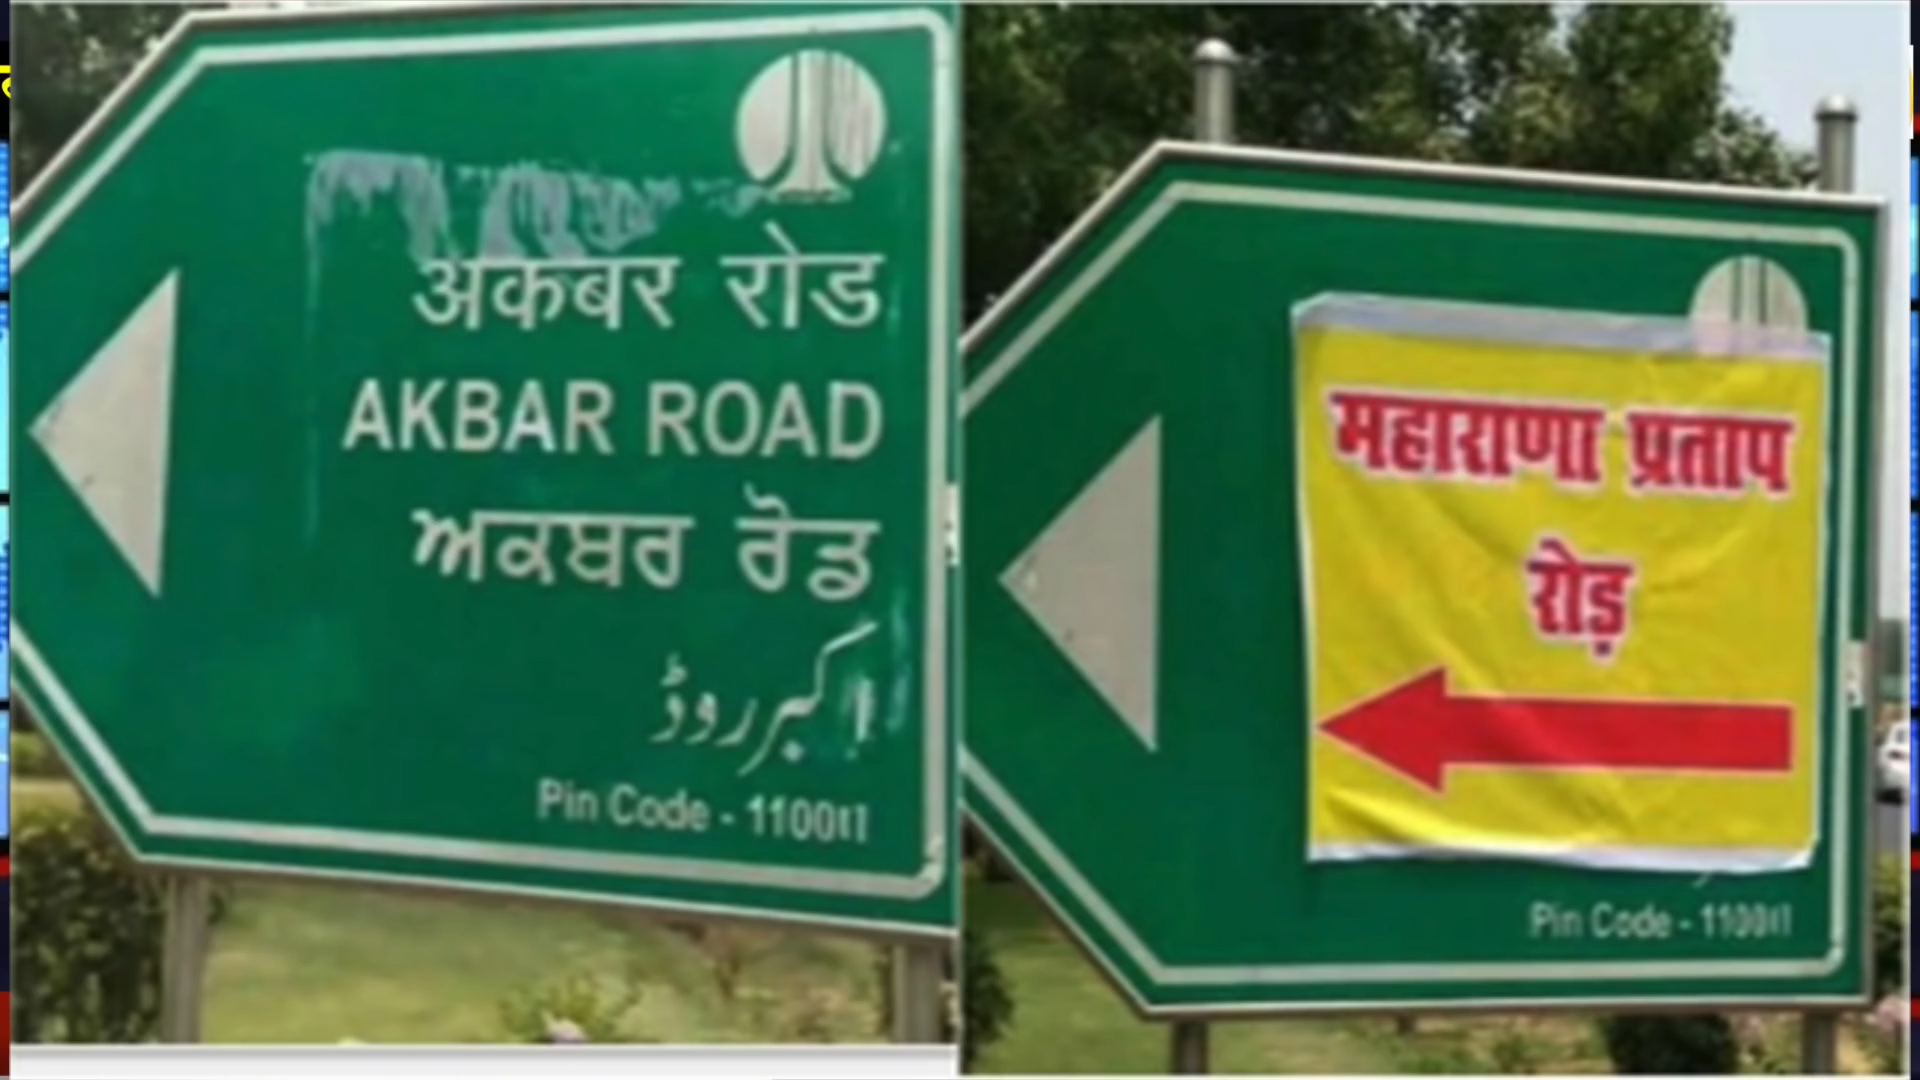 अकबर रोड
AKBAR ROAD
ਅਕਬਰ ਰੋਡ
اکبر روڈ
Pin Code - 110011
महाराणा प्रताप
रोड़
Pin Code - 110011